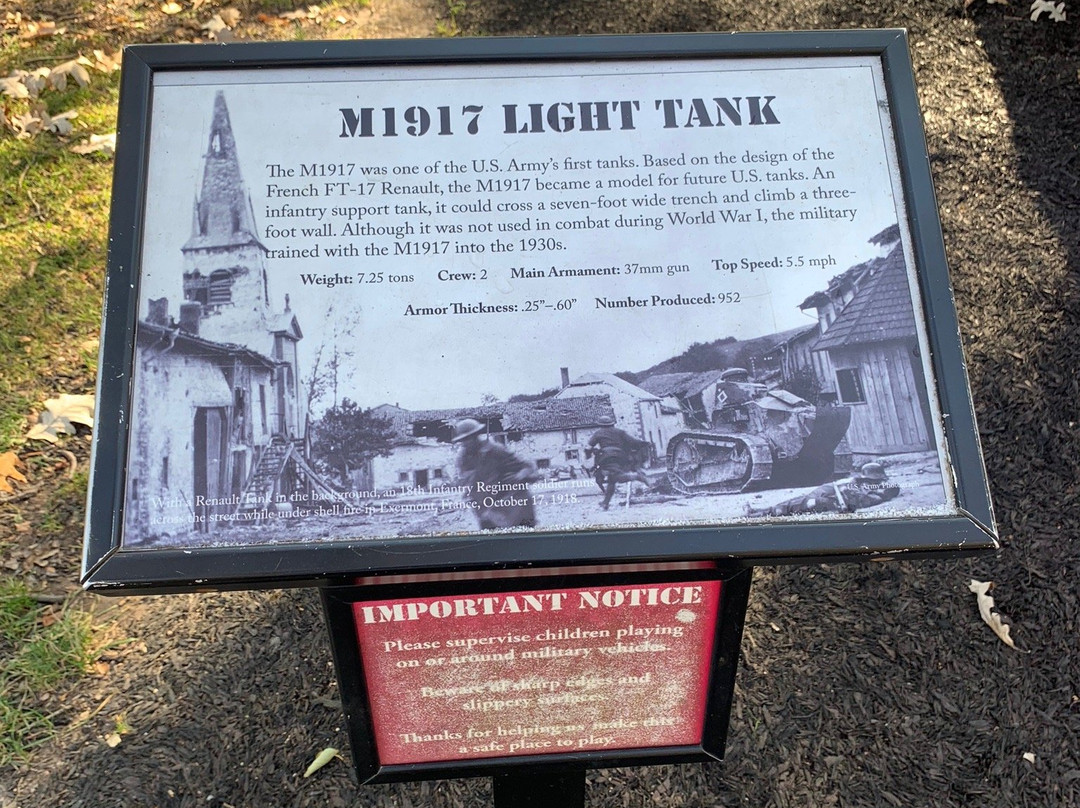 M1917 LIGHT TANK
The M1917 was one of the U.S. Army's first tanks. Based on the design of the
French FT-17 Renault, the M1917 became a model for future U.S. tanks. An
infantry support tank, it could cross a seven-foot wide trench and climb a three-
foot wall. Although it was not used in combat during World War I, the military
trained with the M1917 into the 1930s.
Weight: 7.25 tons Crew: 2 Main Armament: 37mm gun Top Speed: 5.5 mph
Armor Thickness: .25"–.60" Number Produced: 952
With a Renault Tank in the background, an 18th Infantry Regiment soldier runs
across the street while under shell fire in Exermont, France, October 17, 1918.
U.S. Army Photograph
IMPORTANT NOTICE
Please supervise children playing
on or around military vehicles.
Beware of sharp edges and
slippery surfaces.
Thanks for helping us make this
a safe place to play.